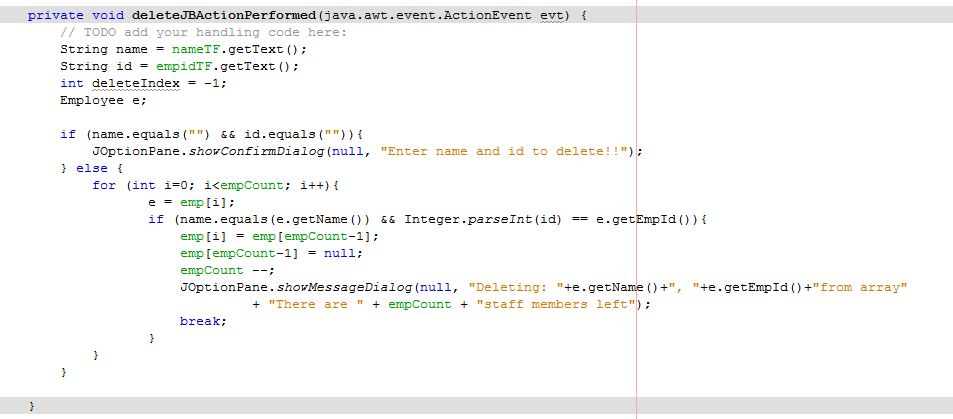 private void deleteJBActionPerformed(java.awt.event.ActionEvent evt) {
// TODO add your handling code here:
String name = nameTF.getText();
String id = empidTF.getText();
int deleteIndex = -1;
Employee e;
if (name.equals("") && id.equals("")){
JOptionPane.showConfirmDialog(null, "Enter name and id to delete!!");
} else {
for (int i=0; i<empCount; i++){
e = emp[i];
if (name.equals(e.getName()) && Integer.parseInt(id) == e.getEmpId()){
emp[i] = emp[empCount-1];
emp[empCount-1] = null;
empCount --;
JOptionPane.showMessageDialog(null, "Deleting: "+e.getName()+", "+e.getEmpId()+"from array"
+ "There are " + empCount + "staff members left");
break;
}
}
}
}